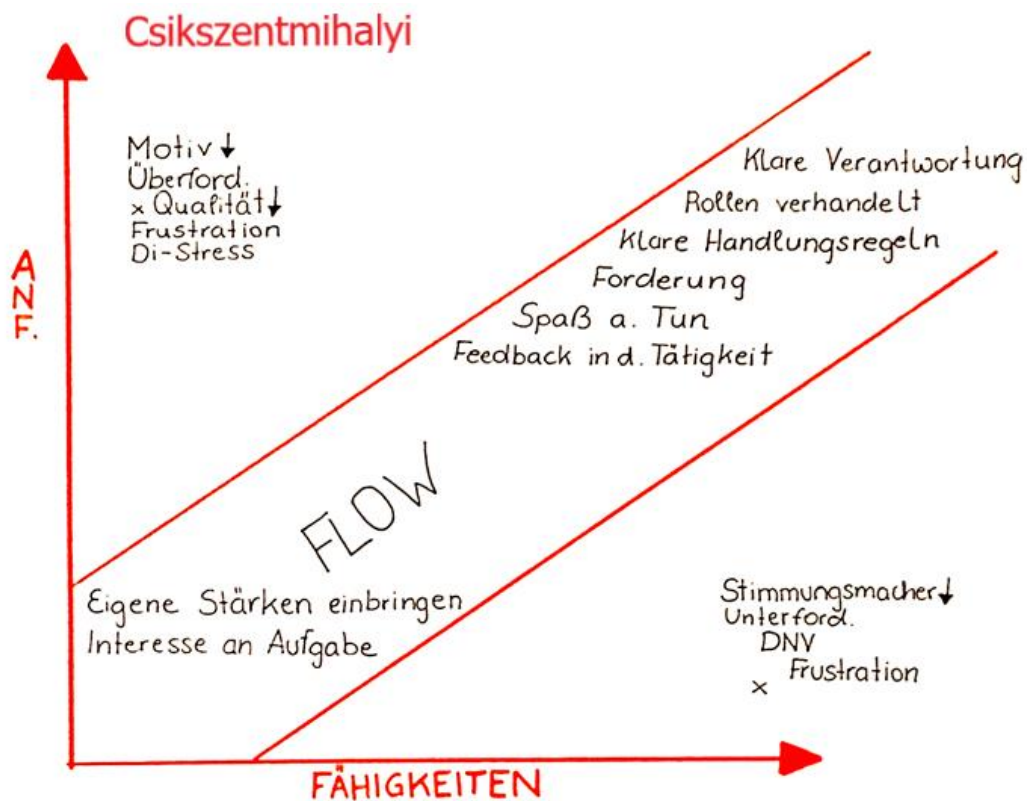 Csikszentmihalyi
Motiv ↓
Überford.
x Qualität ↓
Frustration
Di-Stress
ANF.
Klare Verantwortung
Rollen verhandelt
Klare Handlungsregeln
Forderung
Spaß a. Tun
Feedback in d. Tätigkeit
FLOW
Eigene Stärken einbringen
Interesse an Aufgabe
Stimmungsmacher ↓
Unterford.
DNV
Frustration
x
FÄHIGKEITEN